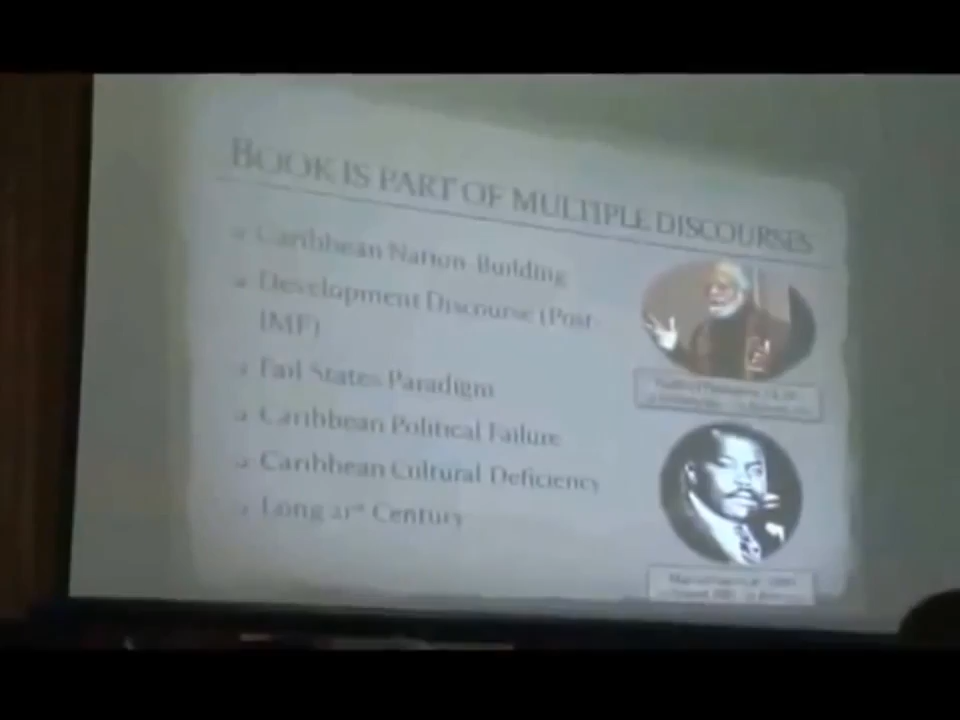 BOOK IS PART OF MULTIPLE DISCOURSES
Caribbean Nation-Building
Development Discourse (Post-
IMF)
Fail States Paradigm
Caribbean Political Failure
Caribbean Cultural Deficiency
Long 21st Century